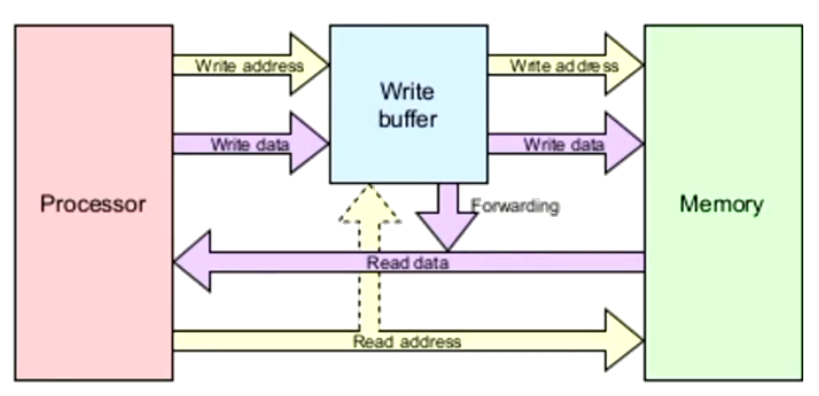 Write address
Write address
Write
buffer
Write data
Write data
Processor
Forwarding
Memory
Read data
Read address